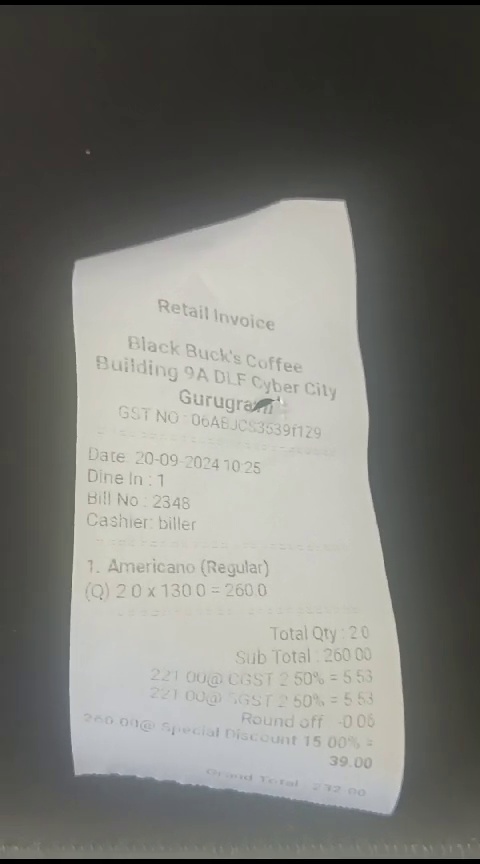 Retail Invoice
Black Buck's Coffee
Building 9A DLF Cyber City
Gurugram
GST NO : 06ABJCS3539f129
Date: 20-09-2024 10:25
Dine In : 1
Bill No : 2348
Cashier: biller
1. Americano (Regular)
(Q) 2.0 x 130.0 = 260.0
Total Qty : 2.0
Sub Total : 260.00
221.00@ CGST 2.50% = 5.53
221.00@ SGST 2.50% = 5.53
Round off -0.06
260.00@ Special Discount 15.00% =
39.00
Grand Total : 232.00